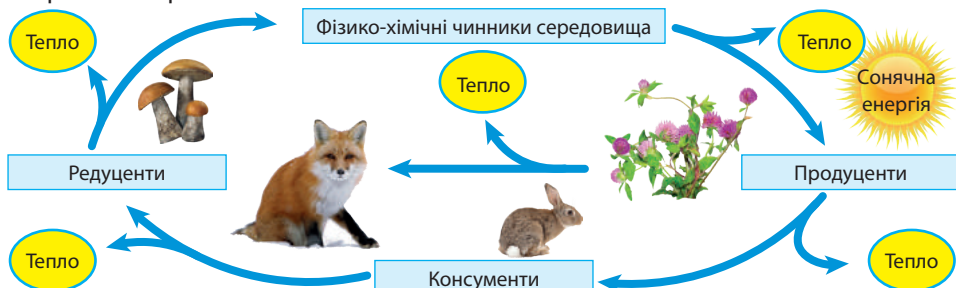 Тепло
Фізико-хімічні чинники середовища
Тепло
Тепло
Сонячна
енергія
Редуценти
Продуценти
Тепло
Консументи
Тепло